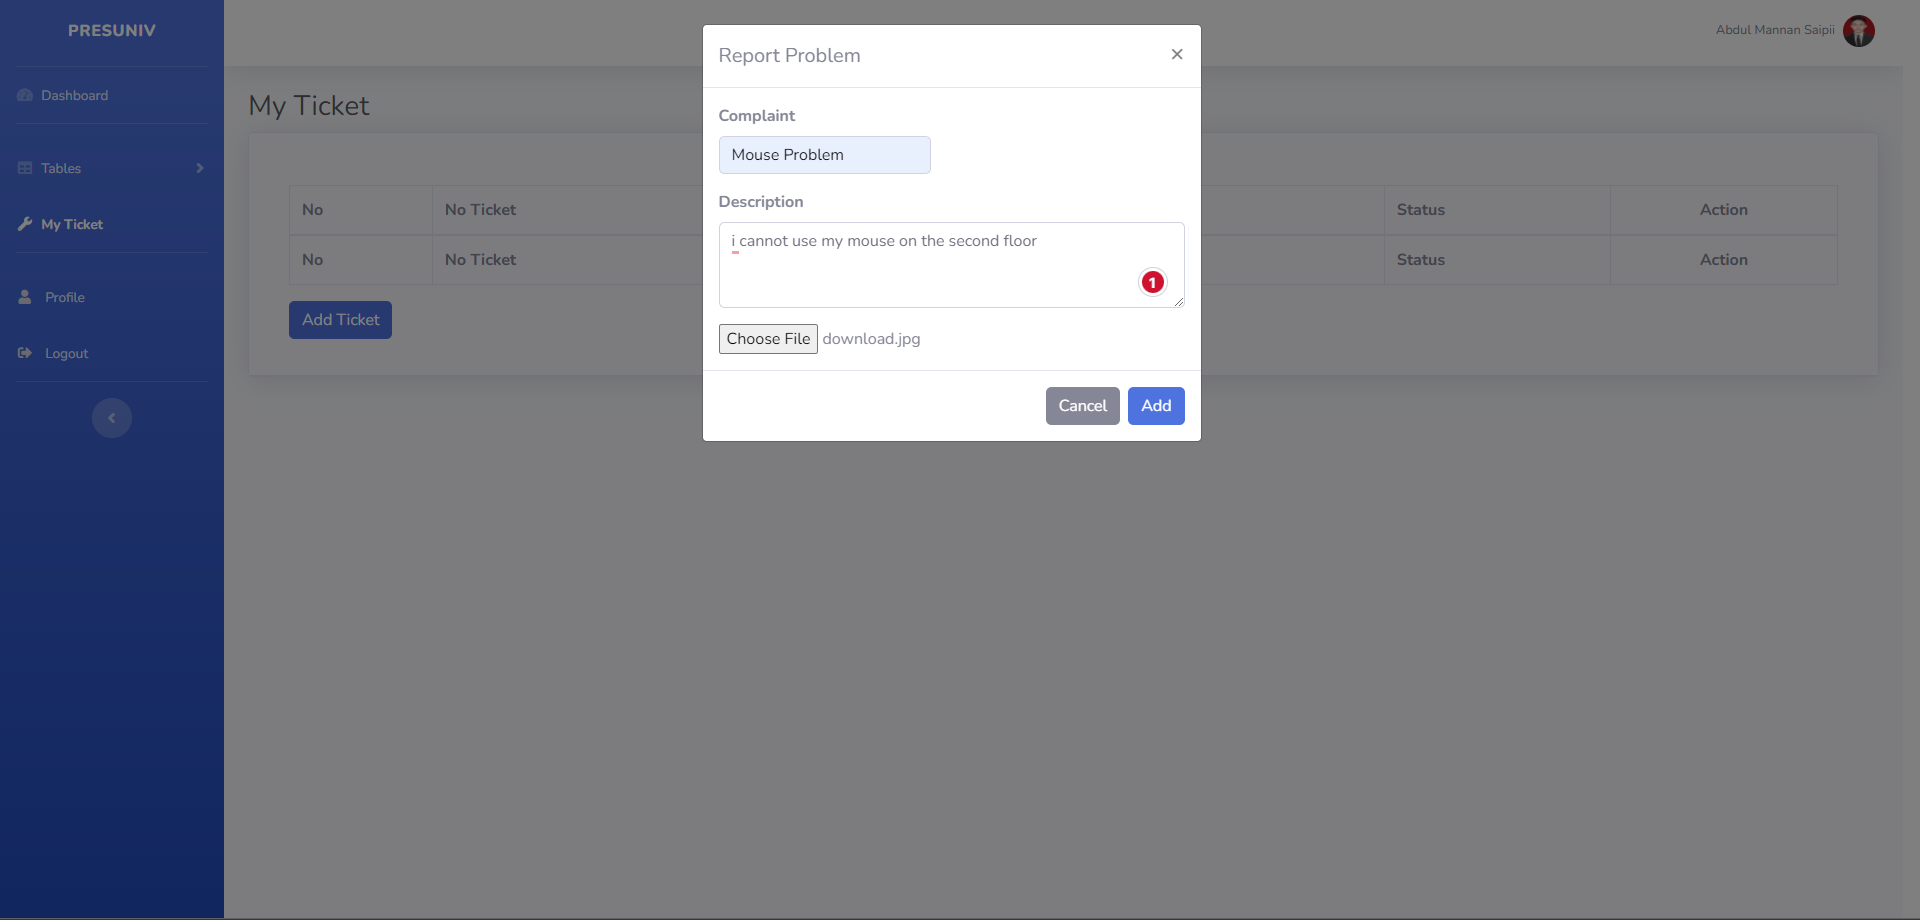 PRESUNIV
Dashboard
Tables
My Ticket
Profile
Logout
Abdul Mannan Saipii
My Ticket
No No Ticket Status Action
No No Ticket Status Action
Add Ticket
Report Problem
×
Complaint
Mouse Problem
Description
i cannot use my mouse on the second floor
1
Choose File download.jpg
Cancel Add